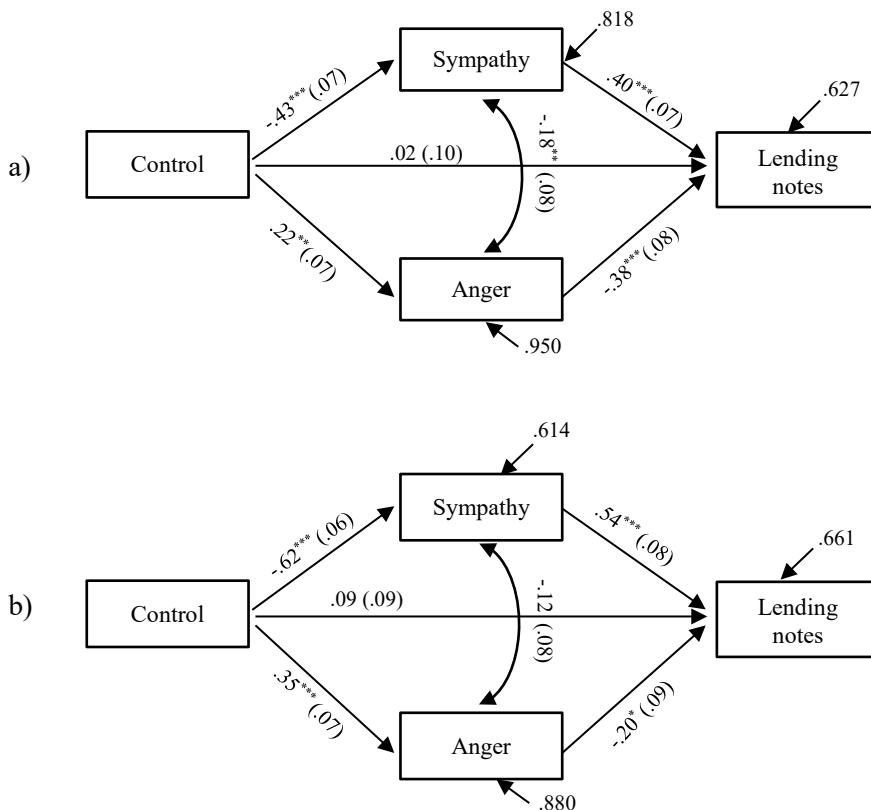 a)
Control
Sympathy
Anger
Lending
notes
.818
.627
.950
-.43*** (.07)
.40***(.07)
.02 (.10)
-.18** (.08)
.22** (.07)
-.38*** (.08)
b)
Control
Sympathy
Anger
Lending
notes
.614
.661
.880
-.62*** (.06)
.54*** (.08)
.09 (.09)
-.12 (.08)
.35*** (.07)
-.20* (.09)